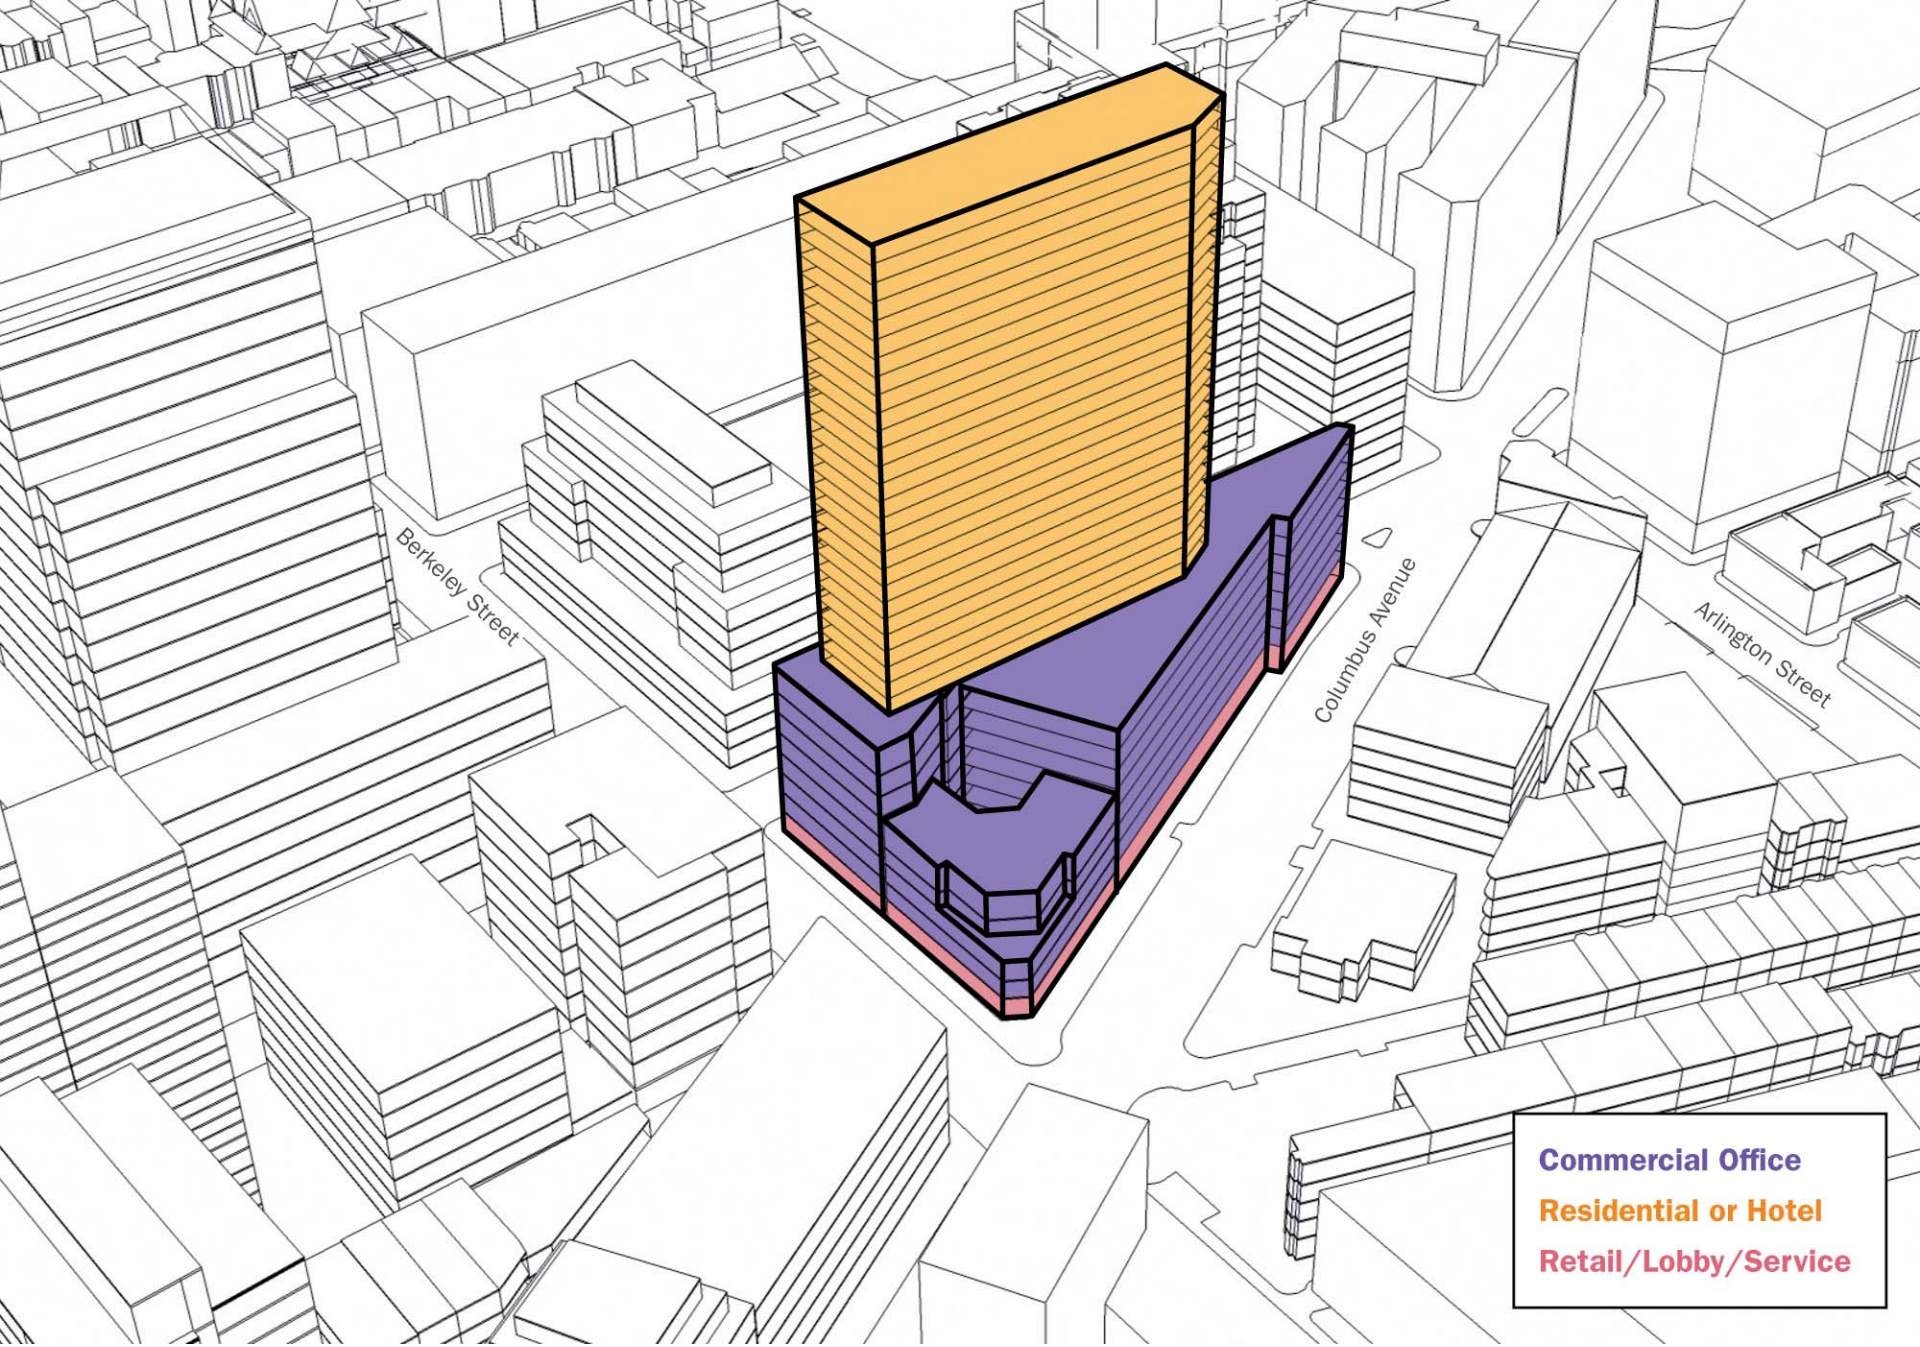 Berkeley Street
Columbus Avenue
Arlington Street
Commercial Office
Residential or Hotel
Retail/Lobby/Service